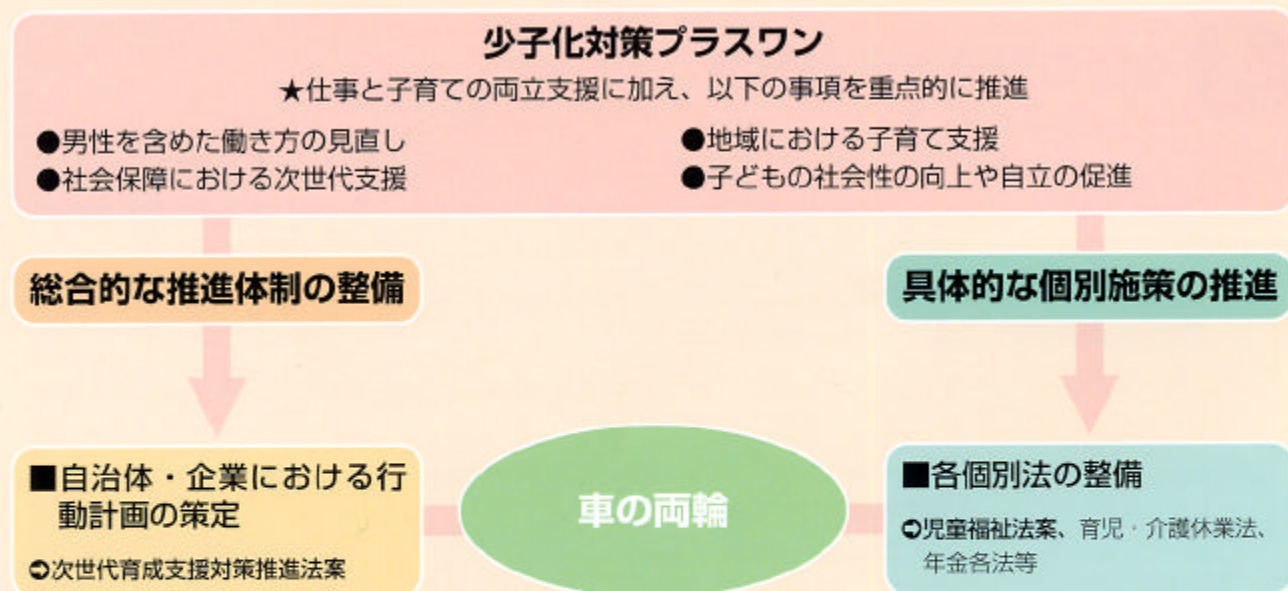 少子化対策プラスワン
★仕事と子育ての両立支援に加え、以下の事項を重点的に推進
●男性を含めた働き方の見直し
●社会保障における次世代支援
●地域における子育て支援
●子どもの社会性の向上や自立の促進
総合的な推進体制の整備
具体的な個別施策の推進
■自治体・企業における行
動計画の策定
➲次世代育成支援対策推進法案
車の両輪
■各個別法の整備
➲児童福祉法案、育児・介護休業法、
年金各法等